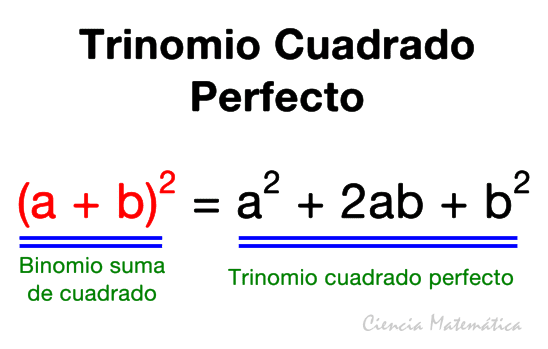 Trinomio Cuadrado
Perfecto
(a + b)² = a² + 2ab + b²
Binomio suma
de cuadrado
Trinomio cuadrado perfecto
Ciencia Matemática